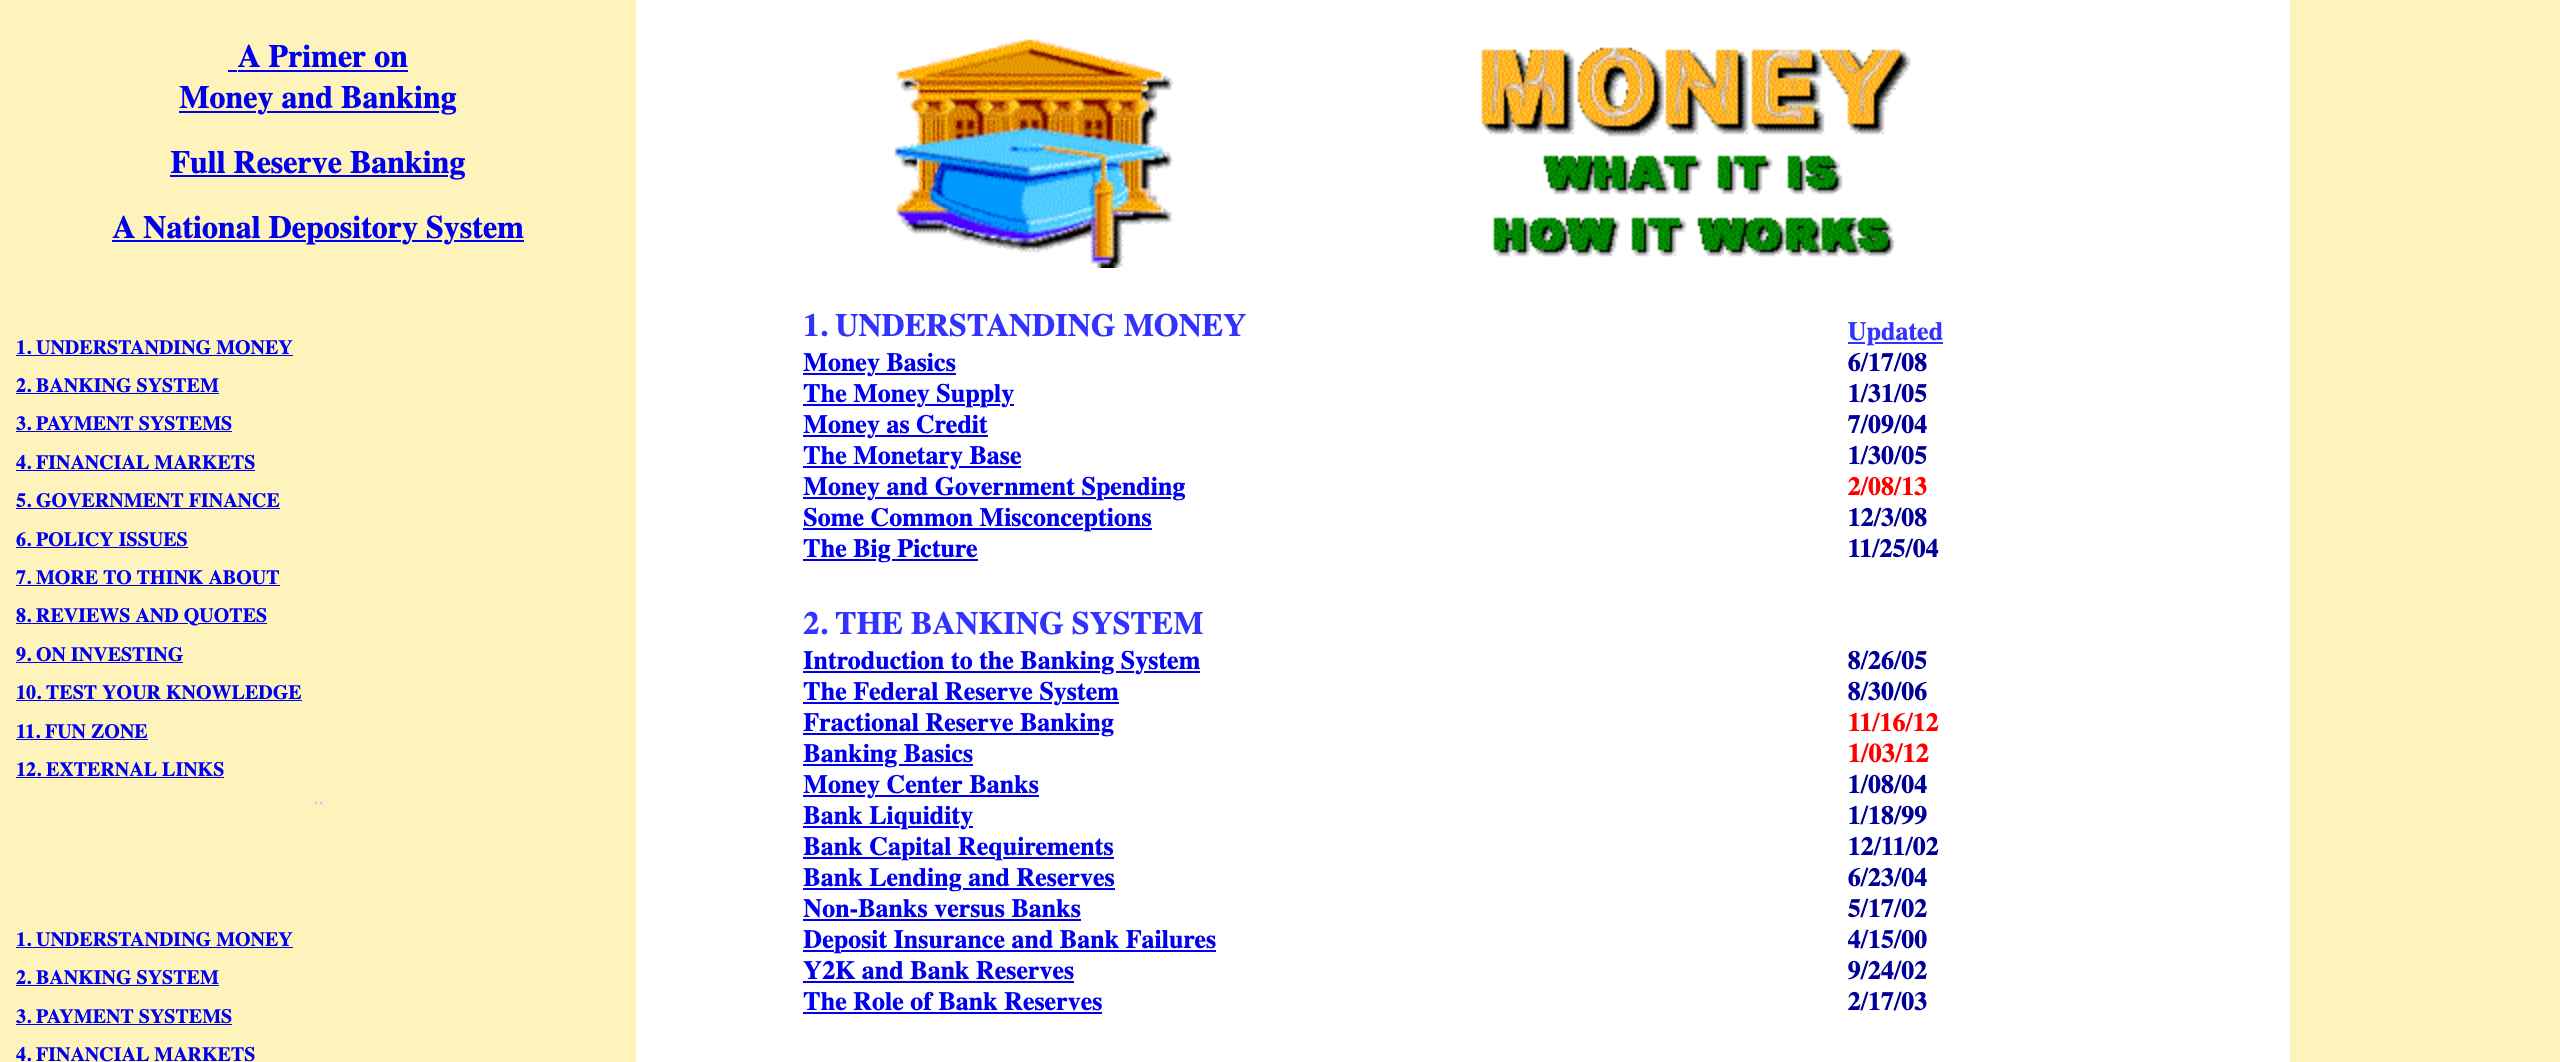 A Primer on
Money and Banking
Full Reserve Banking
A National Depository System
1. UNDERSTANDING MONEY
2. BANKING SYSTEM
3. PAYMENT SYSTEMS
4. FINANCIAL MARKETS
5. GOVERNMENT FINANCE
6. POLICY ISSUES
7. MORE TO THINK ABOUT
8. REVIEWS AND QUOTES
9. ON INVESTING
10. TEST YOUR KNOWLEDGE
11. FUN ZONE
12. EXTERNAL LINKS
..
1. UNDERSTANDING MONEY
2. BANKING SYSTEM
3. PAYMENT SYSTEMS
4. FINANCIAL MARKETS
MONEY
WHAT IT IS
HOW IT WORKS
1. UNDERSTANDING MONEY Updated
Money Basics 6/17/08
The Money Supply 1/31/05
Money as Credit 7/09/04
The Monetary Base 1/30/05
Money and Government Spending 2/08/13
Some Common Misconceptions 12/3/08
The Big Picture 11/25/04
2. THE BANKING SYSTEM
Introduction to the Banking System 8/26/05
The Federal Reserve System 8/30/06
Fractional Reserve Banking 11/16/12
Banking Basics 1/03/12
Money Center Banks 1/08/04
Bank Liquidity 1/18/99
Bank Capital Requirements 12/11/02
Bank Lending and Reserves 6/23/04
Non-Banks versus Banks 5/17/02
Deposit Insurance and Bank Failures 4/15/00
Y2K and Bank Reserves 9/24/02
The Role of Bank Reserves 2/17/03